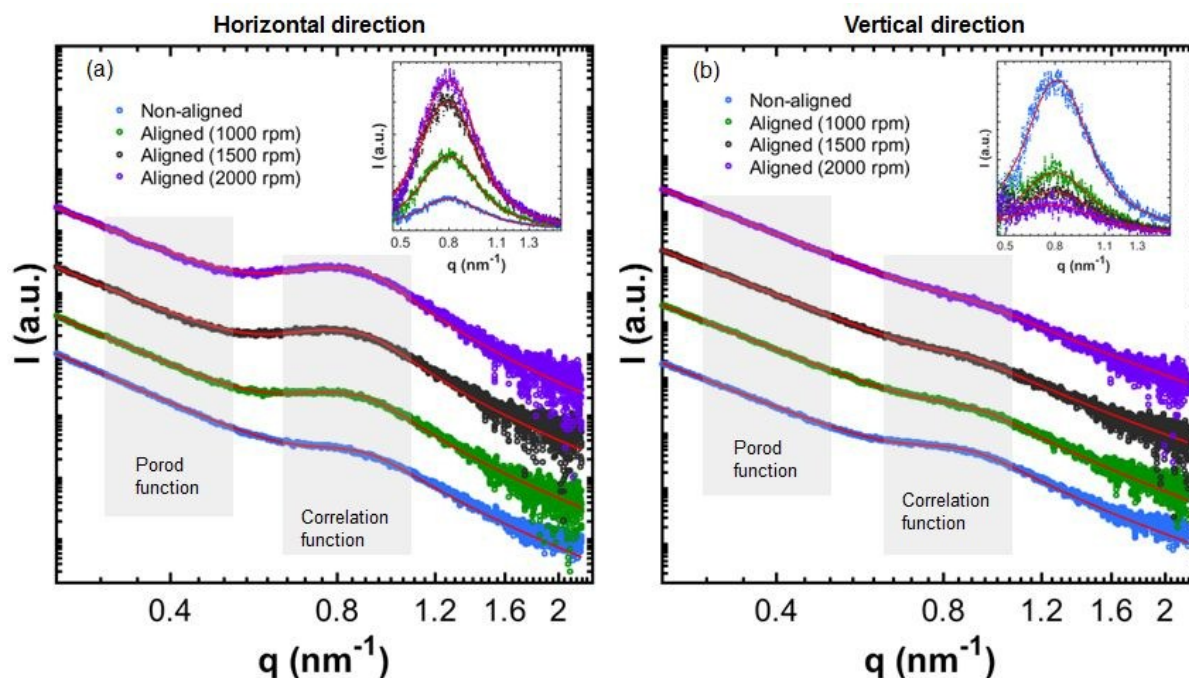 Horizontal direction
(a)
Non-aligned
Aligned (1000 rpm)
Aligned (1500 rpm)
Aligned (2000 rpm)
I (a.u.)
0.5 0.8 1.1 1.3
q (nm⁻¹)
I (a.u.)
Porod
function
Correlation
function
0.4 0.8 1.2 1.6 2
q (nm⁻¹)
Vertical direction
(b)
Non-aligned
Aligned (1000 rpm)
Aligned (1500 rpm)
Aligned (2000 rpm)
I (a.u.)
0.5 0.8 1.1 1.3
q (nm⁻¹)
I (a.u.)
Porod
function
Correlation
function
0.4 0.8 1.2 1.6 2
q (nm⁻¹)